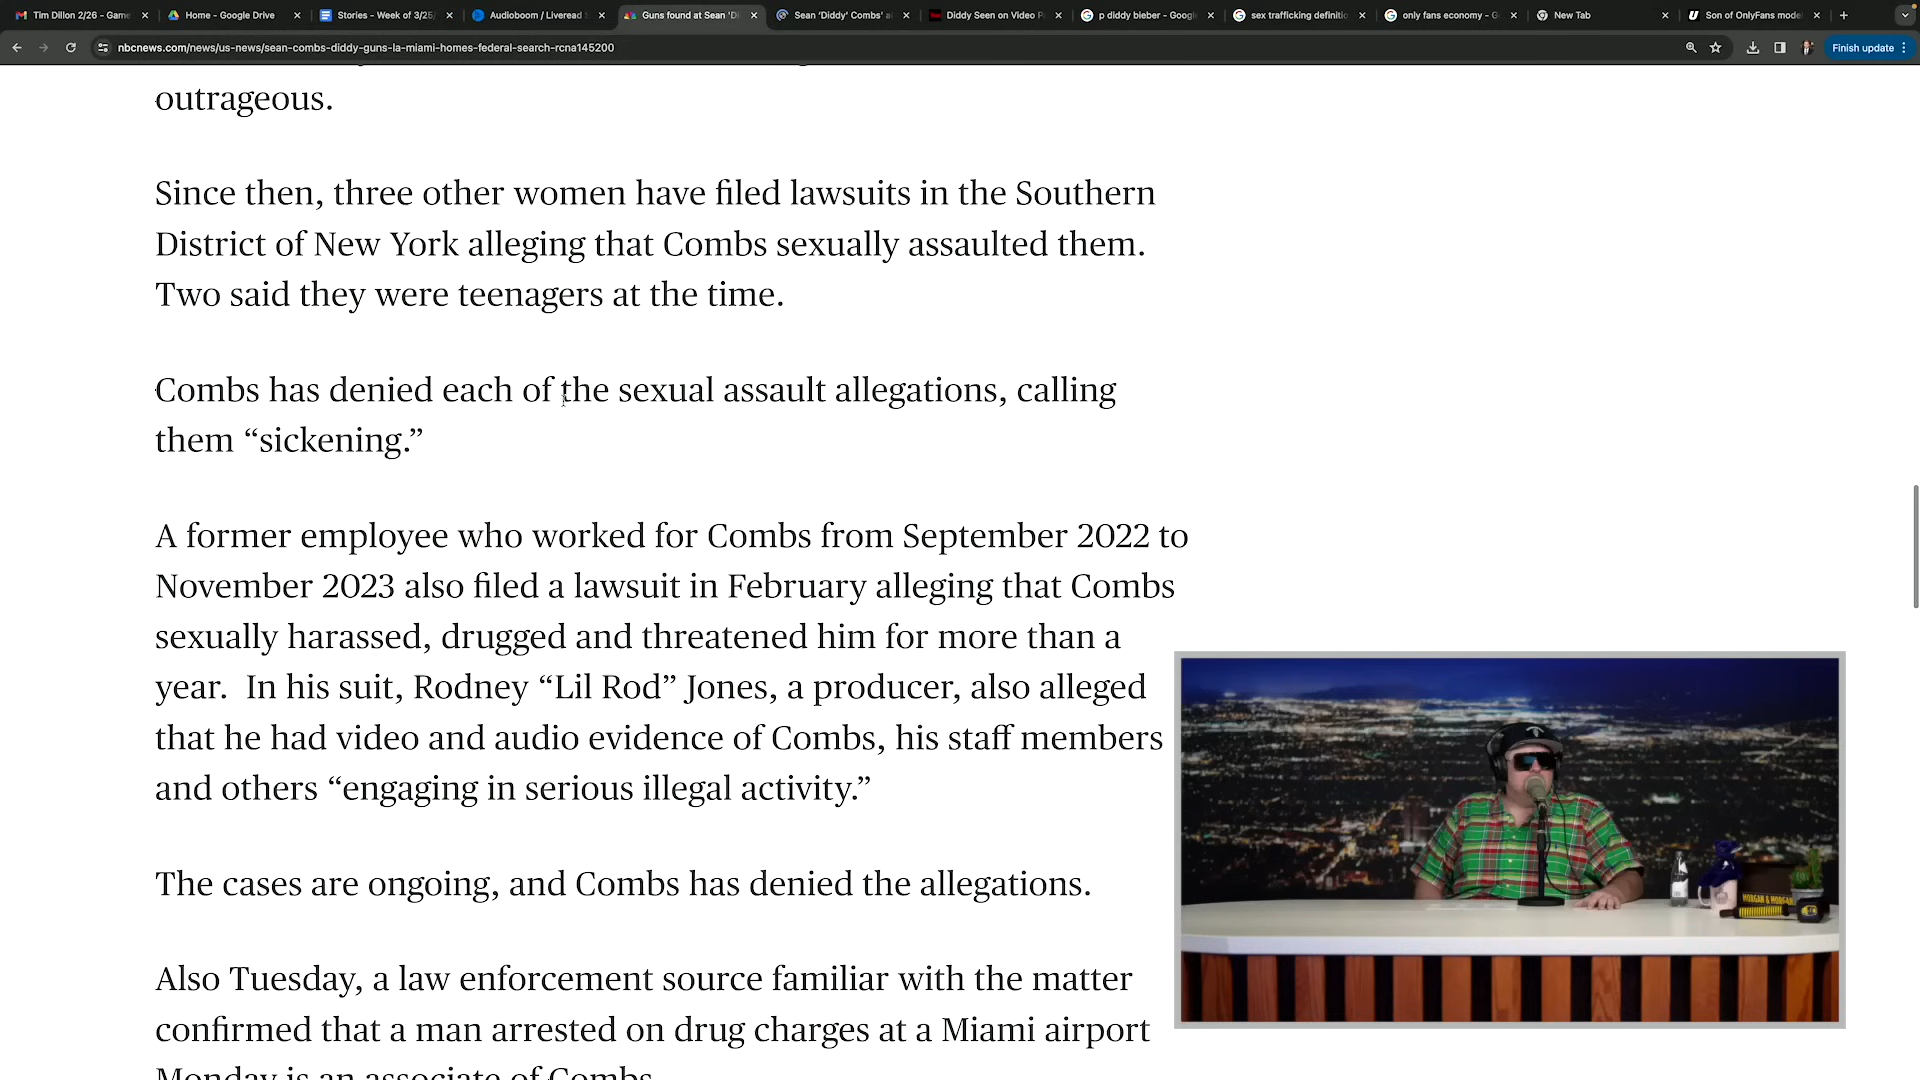 Tim Dillon 2/26 - Game
Home - Google Drive
Stories - Week of 3/25/
Audioboom / Liveread
Guns found at Sean 'Di
Sean 'Diddy' Combs' ai
Diddy Seen on Video P
p diddy bieber - Google
sex trafficking definitio
only fans economy - G
New Tab
Son of OnlyFans mode
nbcnews.com/news/us-news/sean-combs-diddy-guns-la-miami-homes-federal-search-rcna145200
Finish update
outrageous.
Since then, three other women have filed lawsuits in the Southern
District of New York alleging that Combs sexually assaulted them.
Two said they were teenagers at the time.
Combs has denied each of the sexual assault allegations, calling
them “sickening.”
A former employee who worked for Combs from September 2022 to
November 2023 also filed a lawsuit in February alleging that Combs
sexually harassed, drugged and threatened him for more than a
year.  In his suit, Rodney “Lil Rod” Jones, a producer, also alleged
that he had video and audio evidence of Combs, his staff members
and others “engaging in serious illegal activity.”
The cases are ongoing, and Combs has denied the allegations.
Also Tuesday, a law enforcement source familiar with the matter
confirmed that a man arrested on drug charges at a Miami airport
Monday is an associate of Combs.
MORGAN & MORGAN